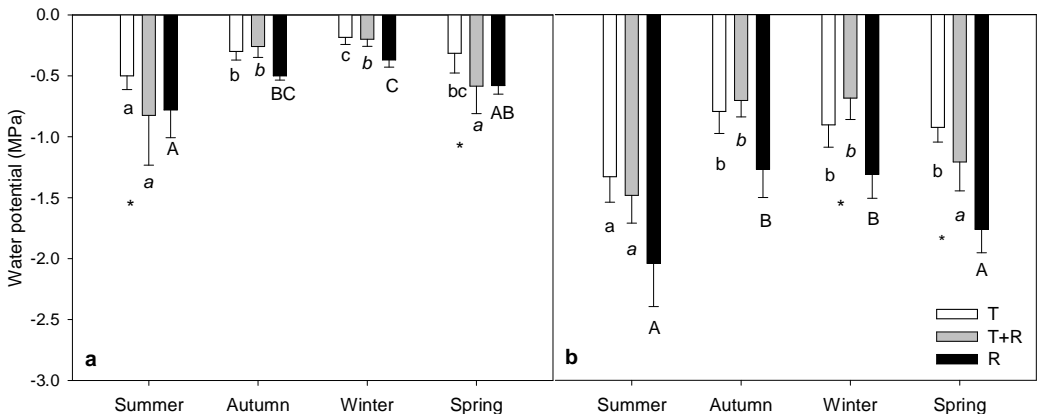 Water potential (MPa)
0.0
-0.5
-1.0
-1.5
-2.0
-2.5
-3.0
a
a
A
*
b
b
BC
c
b
C
bc
a
AB
*
a
Summer
Autumn
Winter
Spring
a
a
A
b
b
B
b
b
B
*
b
a
A
*
T
T+R
R
b
Summer
Autumn
Winter
Spring